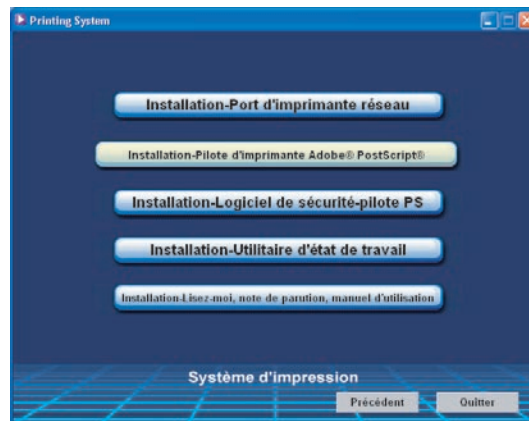 Printing System
Installation-Port d'imprimante réseau
Installation-Pilote d'imprimante Adobe® PostScript®
Installation-Logiciel de sécurité-pilote PS
Installation-Utilitaire d'état de travail
Installation-Lisez-moi, note de parution, manuel d'utilisation
Système d'impression
Précédent
Quitter